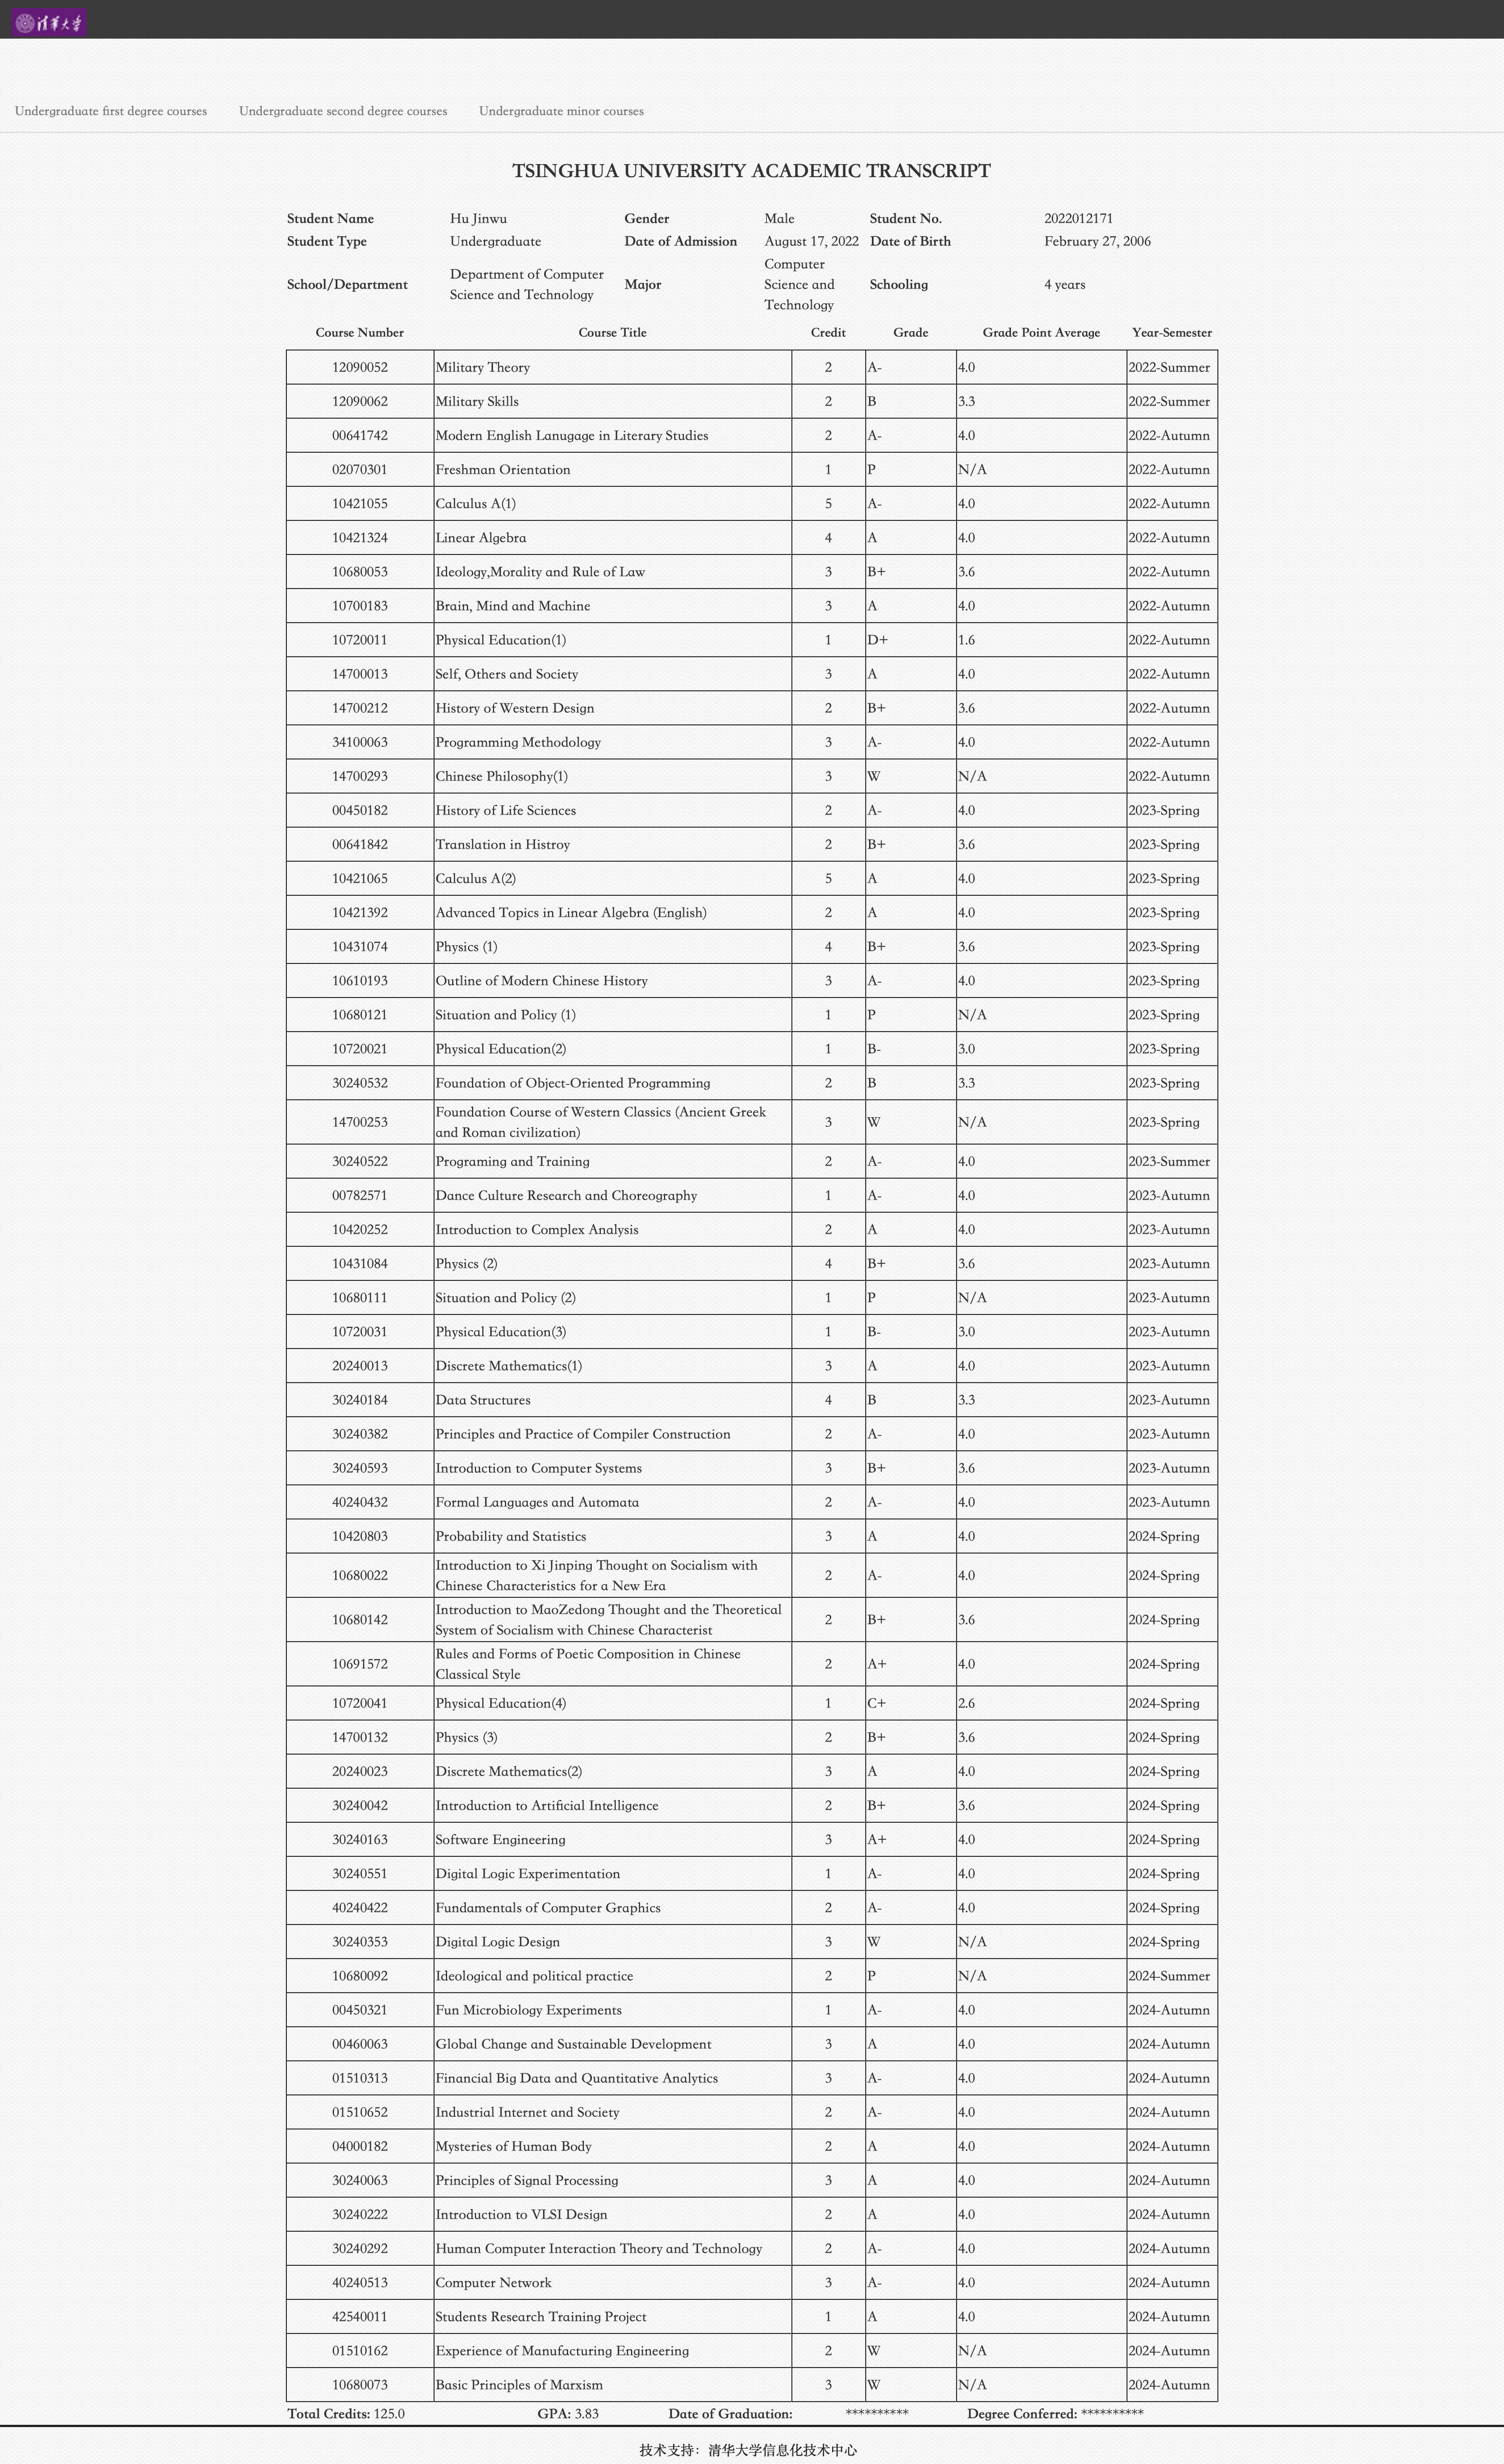 清华大学
Undergraduate first degree courses Undergraduate second degree courses Undergraduate minor courses
TSINGHUA UNIVERSITY ACADEMIC TRANSCRIPT
Student Name Hu Jinwu Gender Male Student No. 2022012171
Student Type Undergraduate Date of Admission August 17, 2022 Date of Birth February 27, 2006
School/Department Department of Computer Science and Technology Major Computer Science and Technology Schooling 4 years
Course Number Course Title Credit Grade Grade Point Average Year-Semester
12090052 Military Theory 2 A- 4.0 2022-Summer
12090062 Military Skills 2 B 3.3 2022-Summer
00641742 Modern English Lanugage in Literary Studies 2 A- 4.0 2022-Autumn
02070301 Freshman Orientation 1 P N/A 2022-Autumn
10421055 Calculus A(1) 5 A- 4.0 2022-Autumn
10421324 Linear Algebra 4 A 4.0 2022-Autumn
10680053 Ideology,Morality and Rule of Law 3 B+ 3.6 2022-Autumn
10700183 Brain, Mind and Machine 3 A 4.0 2022-Autumn
10720011 Physical Education(1) 1 D+ 1.6 2022-Autumn
14700013 Self, Others and Society 3 A 4.0 2022-Autumn
14700212 History of Western Design 2 B+ 3.6 2022-Autumn
34100063 Programming Methodology 3 A- 4.0 2022-Autumn
14700293 Chinese Philosophy(1) 3 W N/A 2022-Autumn
00450182 History of Life Sciences 2 A- 4.0 2023-Spring
00641842 Translation in Histroy 2 B+ 3.6 2023-Spring
10421065 Calculus A(2) 5 A 4.0 2023-Spring
10421392 Advanced Topics in Linear Algebra (English) 2 A 4.0 2023-Spring
10431074 Physics (1) 4 B+ 3.6 2023-Spring
10610193 Outline of Modern Chinese History 3 A- 4.0 2023-Spring
10680121 Situation and Policy (1) 1 P N/A 2023-Spring
10720021 Physical Education(2) 1 B- 3.0 2023-Spring
30240532 Foundation of Object-Oriented Programming 2 B 3.3 2023-Spring
14700253 Foundation Course of Western Classics (Ancient Greek and Roman civilization) 3 W N/A 2023-Spring
30240522 Programing and Training 2 A- 4.0 2023-Summer
00782571 Dance Culture Research and Choreography 1 A- 4.0 2023-Autumn
10420252 Introduction to Complex Analysis 2 A 4.0 2023-Autumn
10431084 Physics (2) 4 B+ 3.6 2023-Autumn
10680111 Situation and Policy (2) 1 P N/A 2023-Autumn
10720031 Physical Education(3) 1 B- 3.0 2023-Autumn
20240013 Discrete Mathematics(1) 3 A 4.0 2023-Autumn
30240184 Data Structures 4 B 3.3 2023-Autumn
30240382 Principles and Practice of Compiler Construction 2 A- 4.0 2023-Autumn
30240593 Introduction to Computer Systems 3 B+ 3.6 2023-Autumn
40240432 Formal Languages and Automata 2 A- 4.0 2023-Autumn
10420803 Probability and Statistics 3 A 4.0 2024-Spring
10680022 Introduction to Xi Jinping Thought on Socialism with Chinese Characteristics for a New Era 2 A- 4.0 2024-Spring
10680142 Introduction to MaoZedong Thought and the Theoretical System of Socialism with Chinese Characterist 2 B+ 3.6 2024-Spring
10691572 Rules and Forms of Poetic Composition in Chinese Classical Style 2 A+ 4.0 2024-Spring
10720041 Physical Education(4) 1 C+ 2.6 2024-Spring
14700132 Physics (3) 2 B+ 3.6 2024-Spring
20240023 Discrete Mathematics(2) 3 A 4.0 2024-Spring
30240042 Introduction to Artificial Intelligence 2 B+ 3.6 2024-Spring
30240163 Software Engineering 3 A+ 4.0 2024-Spring
30240551 Digital Logic Experimentation 1 A- 4.0 2024-Spring
40240422 Fundamentals of Computer Graphics 2 A- 4.0 2024-Spring
30240353 Digital Logic Design 3 W N/A 2024-Spring
10680092 Ideological and political practice 2 P N/A 2024-Summer
00450321 Fun Microbiology Experiments 1 A- 4.0 2024-Autumn
00460063 Global Change and Sustainable Development 3 A 4.0 2024-Autumn
01510313 Financial Big Data and Quantitative Analytics 3 A- 4.0 2024-Autumn
01510652 Industrial Internet and Society 2 A- 4.0 2024-Autumn
04000182 Mysteries of Human Body 2 A 4.0 2024-Autumn
30240063 Principles of Signal Processing 3 A 4.0 2024-Autumn
30240222 Introduction to VLSI Design 2 A 4.0 2024-Autumn
30240292 Human Computer Interaction Theory and Technology 2 A- 4.0 2024-Autumn
40240513 Computer Network 3 A- 4.0 2024-Autumn
42540011 Students Research Training Project 1 A 4.0 2024-Autumn
01510162 Experience of Manufacturing Engineering 2 W N/A 2024-Autumn
10680073 Basic Principles of Marxism 3 W N/A 2024-Autumn
Total Credits: 125.0 GPA: 3.83 Date of Graduation: ********** Degree Conferred: **********
技术支持：清华大学信息化技术中心